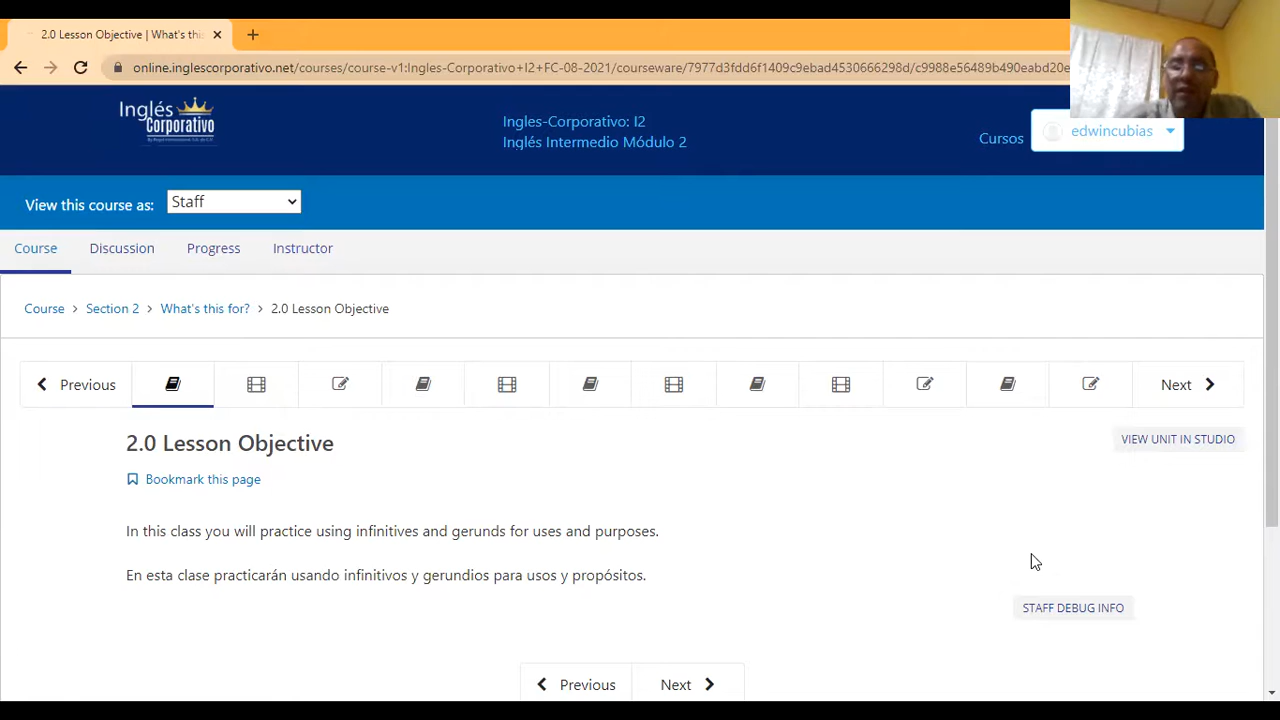 2.0 Lesson Objective | What's this
online.inglescorporativo.net/courses/course-v1:Ingles-Corporativo+I2+FC-08-2021/courseware/7977d3fdd6f1409c9ebad4530666298d/c9988e56489b490eabd20e
Inglés
Corporativo
Ingles-Corporativo: I2
Inglés Intermedio Módulo 2
Cursos
edwincubias
View this course as:
Staff
Course
Discussion
Progress
Instructor
Course > Section 2 > What's this for? > 2.0 Lesson Objective
Previous
Next
2.0 Lesson Objective
VIEW UNIT IN STUDIO
Bookmark this page
In this class you will practice using infinitives and gerunds for uses and purposes.
En esta clase practicarán usando infinitivos y gerundios para usos y propósitos.
STAFF DEBUG INFO
Previous
Next